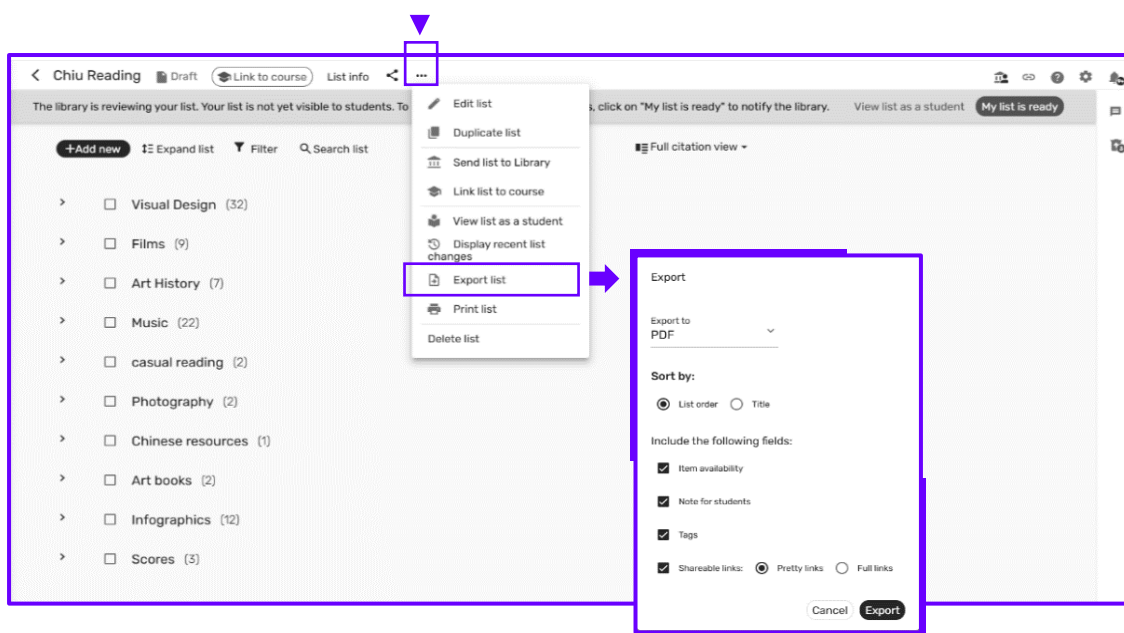 Chiu Reading Draft Link to course List info ...
The library is reviewing your list. Your list is not yet visible to students. To s, click on "My list is ready" to notify the library. View list as a student My list is ready
+Add new Expand list Filter Search list Full citation view
Visual Design (32)
Films (9)
Art History (7)
Music (22)
casual reading (2)
Photography (2)
Chinese resources (1)
Art books (2)
Infographics (12)
Scores (3)
Edit list
Duplicate list
Send list to Library
Link list to course
View list as a student
Display recent list
changes
Export list
Print list
Delete list
Export
Export to
PDF
Sort by:
List order Title
Include the following fields:
Item availability
Note for students
Tags
Shareable links: Pretty links Full links
Cancel Export